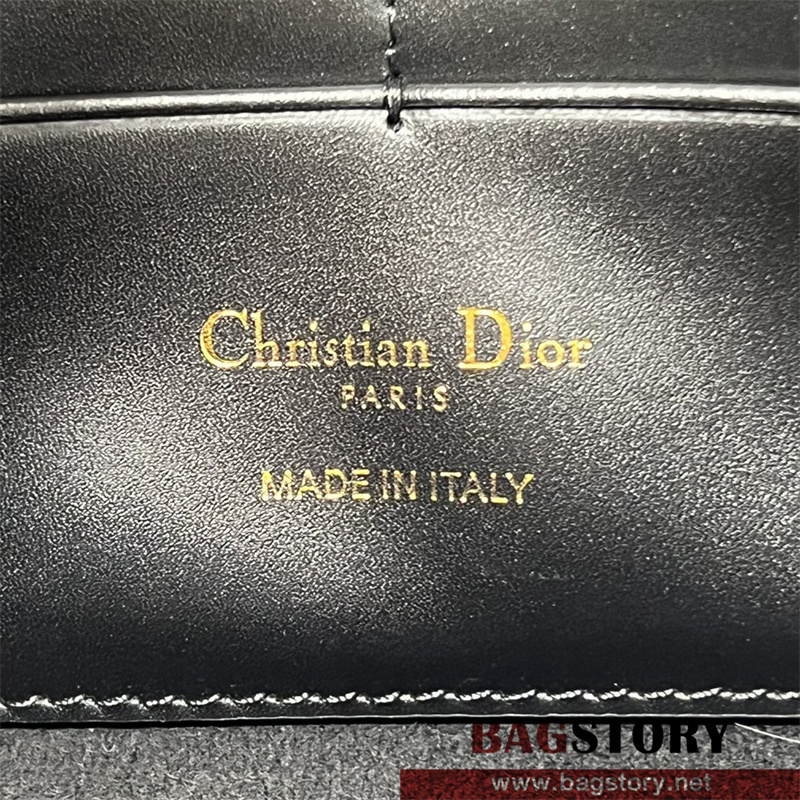 Christian Dior
PARIS
MADE IN ITALY
BAGSTORY
www.bagstory.net